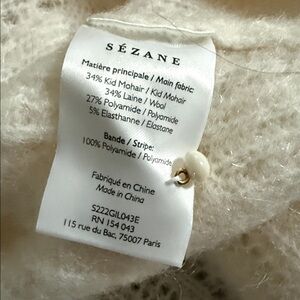 SÉZANE
Matière principale / Main fabric:
34% Kid Mohair / Kid Mohair
34% Laine / Wool
27% Polyamide / Polyamide
5% Elasthanne / Elastane
Bande / Stripe:
100% Polyamide / Polyamide
Fabriqué en Chine
Made in China
S222GIL043E
RN 154 043
115 rue du Bac, 75007 Paris